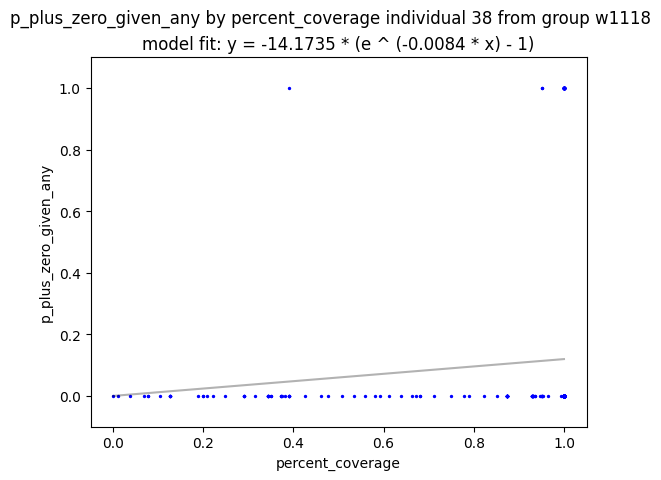 p_plus_zero_given_any by percent_coverage individual 38 from group w1118
model fit: y = -14.1735 * (e ^ (-0.0084 * x) - 1)
1.0
0.8
0.6
0.4
0.2
0.0
p_plus_zero_given_any
0.0 0.2 0.4 0.6 0.8 1.0
percent_coverage